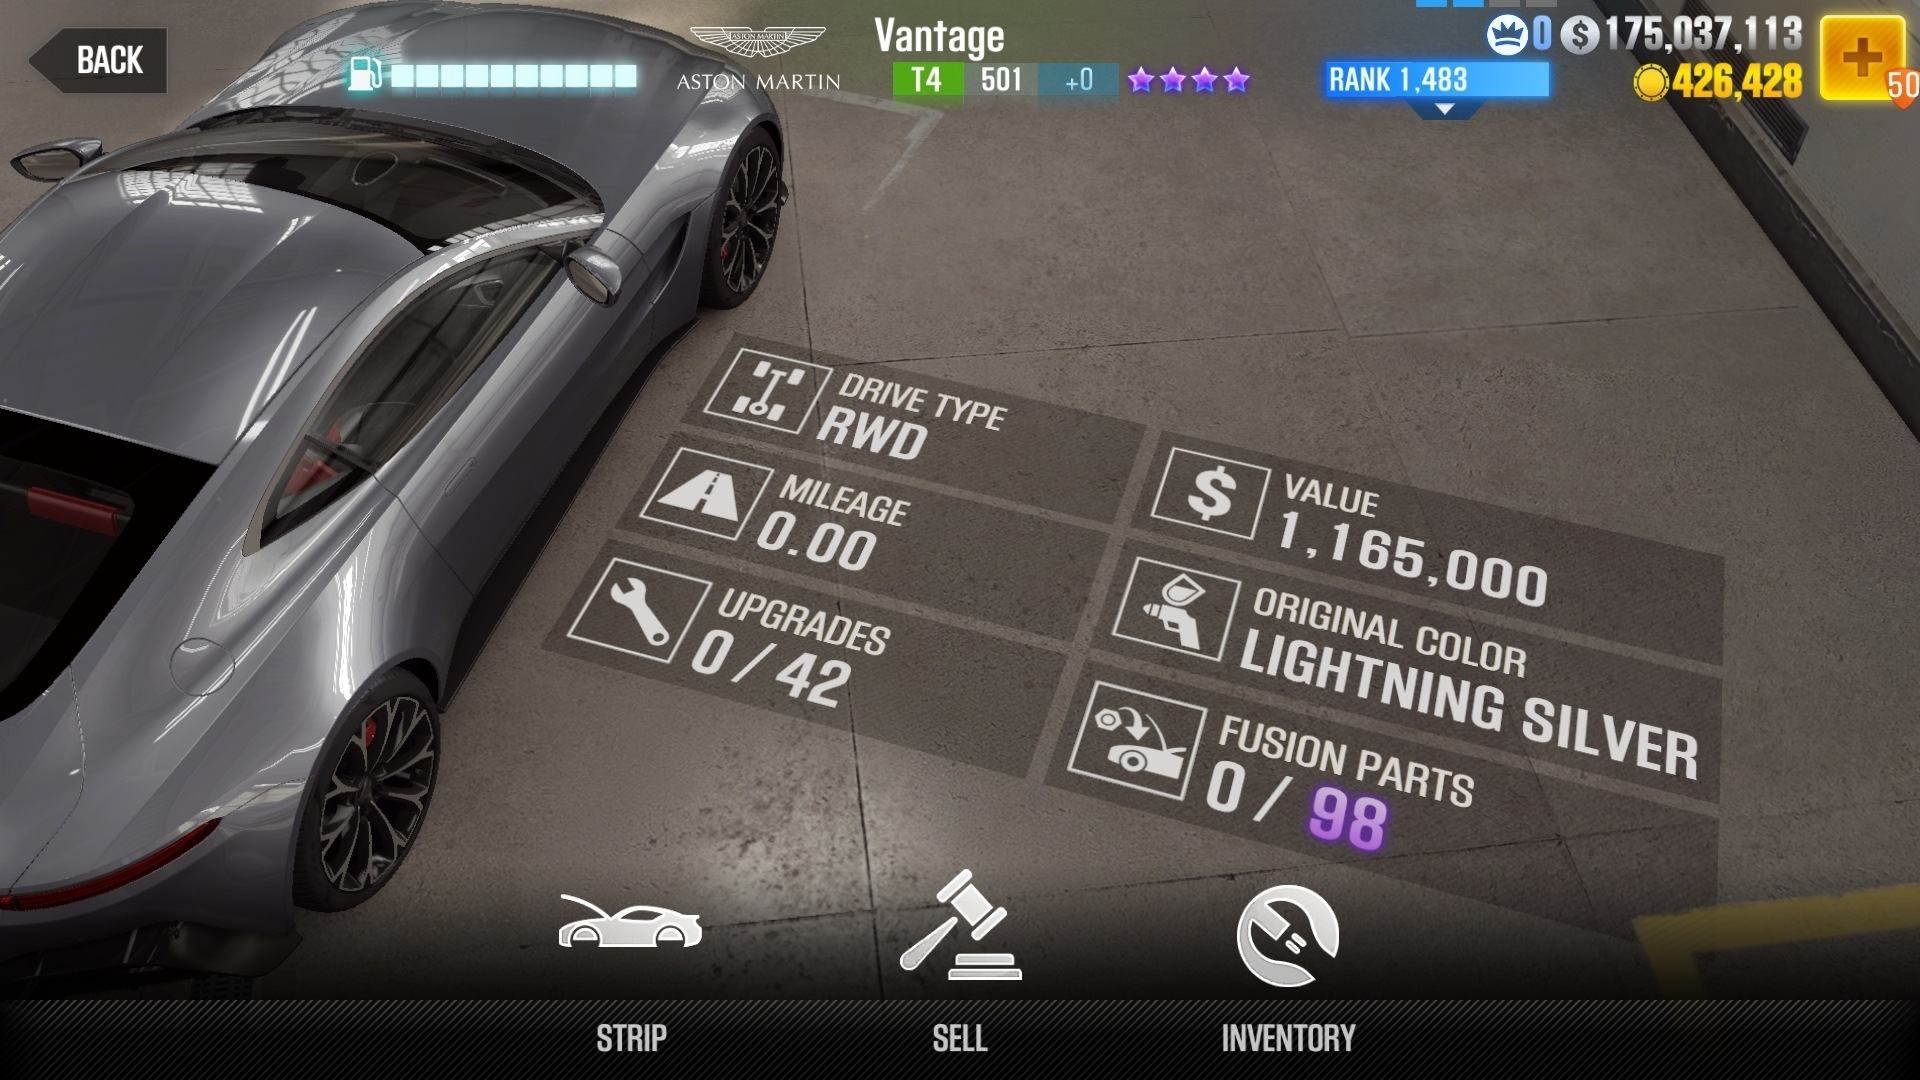 BACK
ASTON MARTIN
ASTON MARTIN
Vantage
T4 501 +0
RANK 1,483
0 $ 175,037,113
426,428
+
50
DRIVE TYPE
RWD
MILEAGE
0.00
UPGRADES
0/42
$ VALUE
1,165,000
ORIGINAL COLOR
LIGHTNING SILVER
FUSION PARTS
0/ 98
STRIP
SELL
INVENTORY